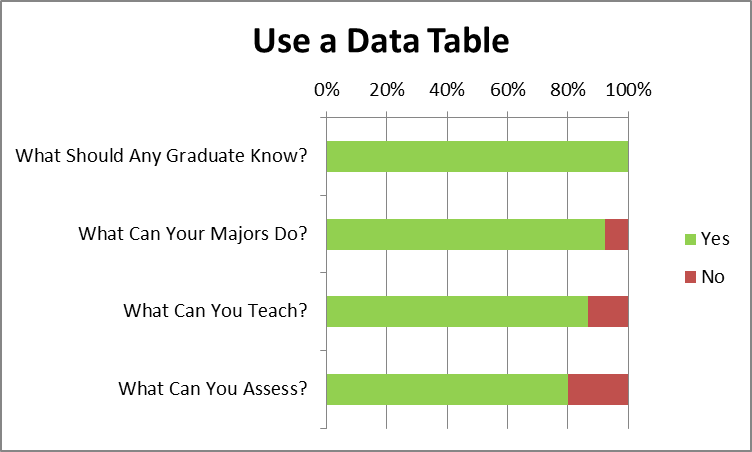 Use a Data Table
0% 20% 40% 60% 80% 100%
What Should Any Graduate Know?
What Can Your Majors Do?
What Can You Teach?
What Can You Assess?
Yes
No